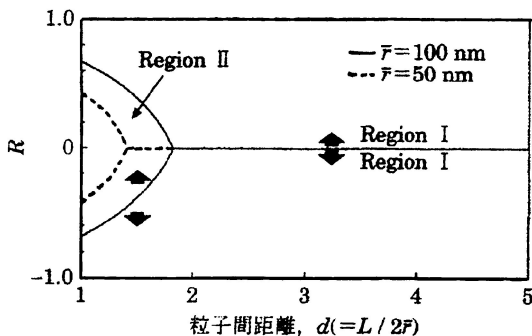 1.0
Region Ⅱ
r̄=100 nm
r̄=50 nm
R
0
Region Ⅰ
Region Ⅰ
-1.0
1
2
3
4
5
粒子間距離, d(=L/2r̄)